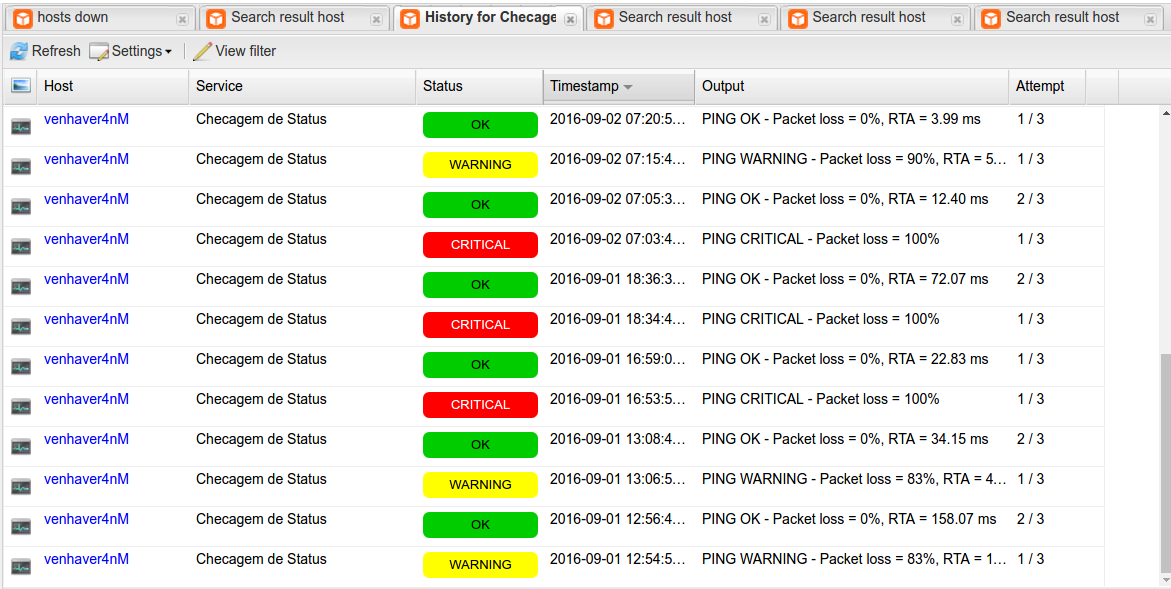 hosts down Search result host History for Checage Search result host Search result host Search result host
Refresh Settings View filter
Host Service Status Timestamp Output Attempt
venhaver4nM Checagem de Status OK 2016-09-02 07:20:5... PING OK - Packet loss = 0%, RTA = 3.99 ms 1 / 3
venhaver4nM Checagem de Status WARNING 2016-09-02 07:15:4... PING WARNING - Packet loss = 90%, RTA = 5... 1 / 3
venhaver4nM Checagem de Status OK 2016-09-02 07:05:3... PING OK - Packet loss = 0%, RTA = 12.40 ms 2 / 3
venhaver4nM Checagem de Status CRITICAL 2016-09-02 07:03:4... PING CRITICAL - Packet loss = 100% 1 / 3
venhaver4nM Checagem de Status OK 2016-09-01 18:36:3... PING OK - Packet loss = 0%, RTA = 72.07 ms 2 / 3
venhaver4nM Checagem de Status CRITICAL 2016-09-01 18:34:4... PING CRITICAL - Packet loss = 100% 1 / 3
venhaver4nM Checagem de Status OK 2016-09-01 16:59:0... PING OK - Packet loss = 0%, RTA = 22.83 ms 1 / 3
venhaver4nM Checagem de Status CRITICAL 2016-09-01 16:53:5... PING CRITICAL - Packet loss = 100% 1 / 3
venhaver4nM Checagem de Status OK 2016-09-01 13:08:4... PING OK - Packet loss = 0%, RTA = 34.15 ms 2 / 3
venhaver4nM Checagem de Status WARNING 2016-09-01 13:06:5... PING WARNING - Packet loss = 83%, RTA = 4... 1 / 3
venhaver4nM Checagem de Status OK 2016-09-01 12:56:4... PING OK - Packet loss = 0%, RTA = 158.07 ms 2 / 3
venhaver4nM Checagem de Status WARNING 2016-09-01 12:54:5... PING WARNING - Packet loss = 83%, RTA = 1... 1 / 3